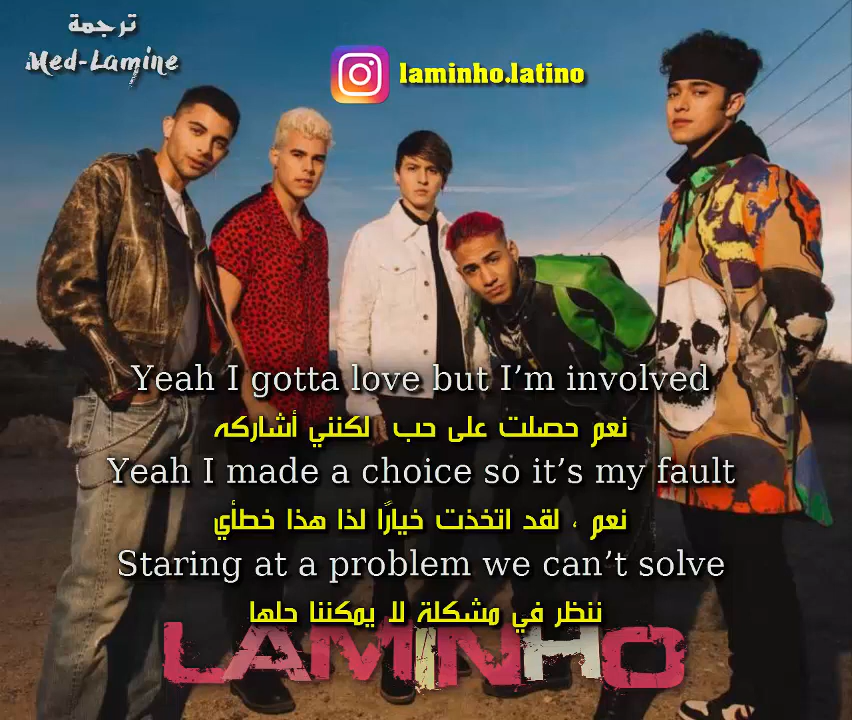 ترجمة
Med-Lamine
laminho.latino
Yeah I gotta love but I'm involved
نعم حصلت على حب لكنني أشاركه
Yeah I made a choice so it's my fault
نعم ، لقد اتخذت خيارًا لذا هذا خطأي
Staring at a problem we can't solve
ننظر في مشكلة لا يمكننا حلها
LAMINHO